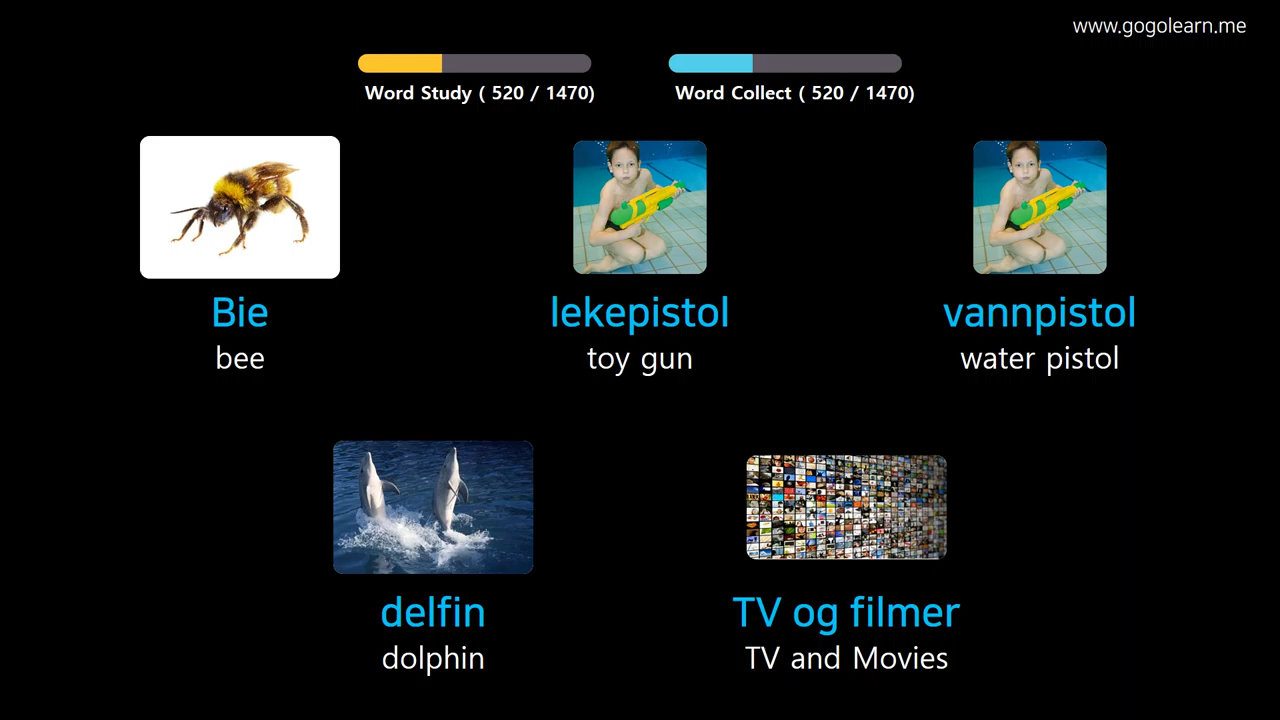 www.gogolearn.me
Word Study ( 520 / 1470)
Word Collect ( 520 / 1470)
Bie
bee
lekepistol
toy gun
vannpistol
water pistol
delfin
dolphin
TV og filmer
TV and Movies